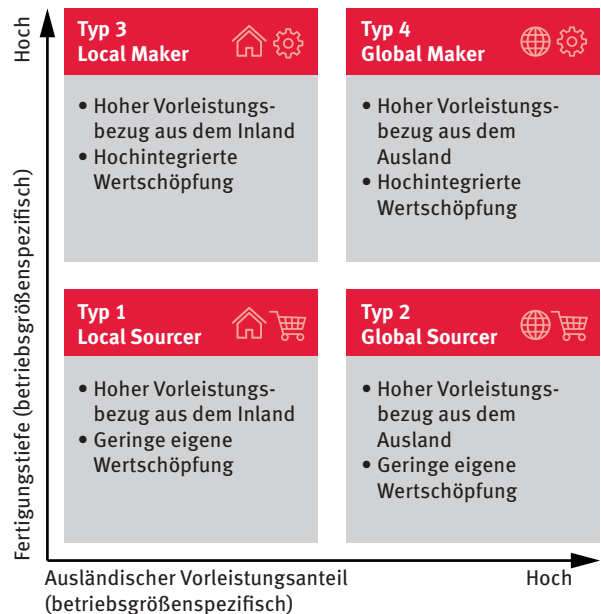 Hoch
Fertigungstiefe (betriebsgrößenspezifisch)
Typ 3
Local Maker
• Hoher Vorleistungs-
bezug aus dem Inland
• Hochintegrierte
Wertschöpfung
Typ 4
Global Maker
• Hoher Vorleistungs-
bezug aus dem
Ausland
• Hochintegrierte
Wertschöpfung
Typ 1
Local Sourcer
• Hoher Vorleistungs-
bezug aus dem Inland
• Geringe eigene
Wertschöpfung
Typ 2
Global Sourcer
• Hoher Vorleistungs-
bezug aus dem
Ausland
• Geringe eigene
Wertschöpfung
Ausländischer Vorleistungsanteil
(betriebsgrößenspezifisch)
Hoch